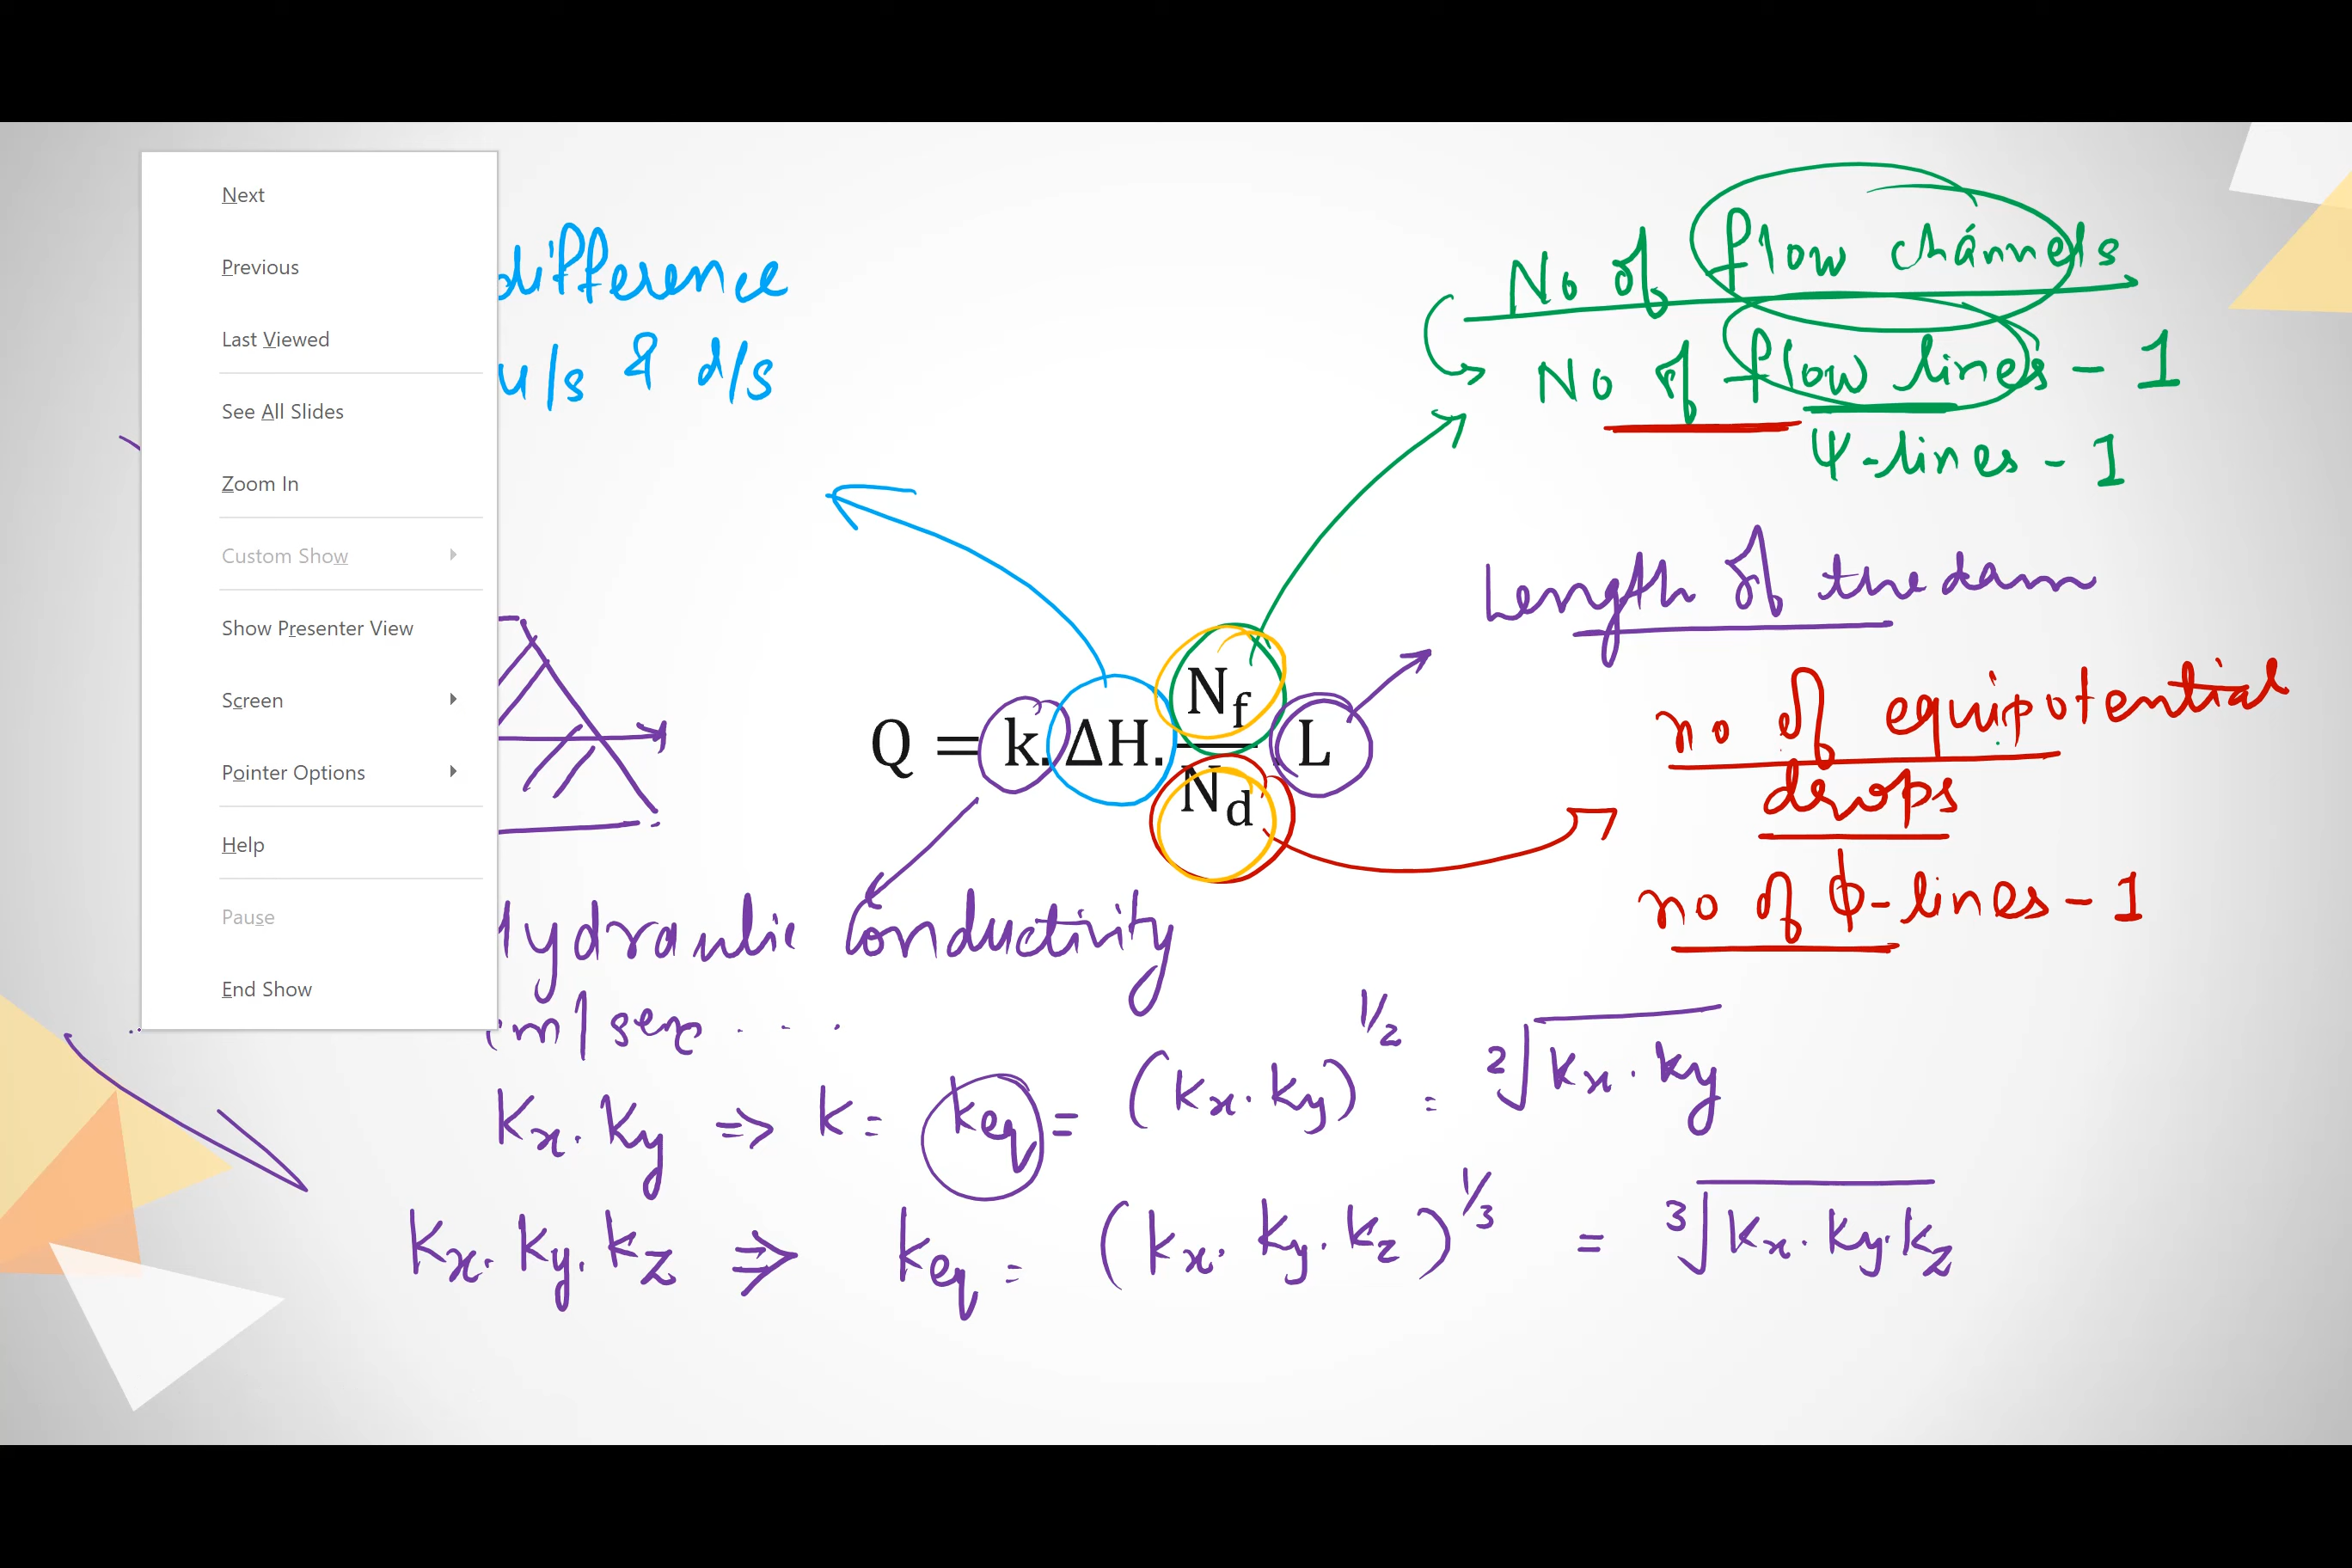 Next
Previous
Last Viewed
See All Slides
Zoom In
Custom Show
Show Presenter View
Screen
Pointer Options
Help
Pause
End Show
difference
u/s & d/s
No of flow channels
No of flow lines - 1
Ψ-lines - 1
Length of the dam
Q = k.ΔH.N_f/N_d.L
no of equipotential
drops
no of ϕ-lines - 1
Hydraulic Conductivity
m/sec ....
Kx. Ky ⇒ k = keq = (kx. ky)^1/2 = 2√kx. ky
Kx. Ky. kz ⇒ keq = (kx. ky. kz)^1/3 = 3√kx. ky. kz